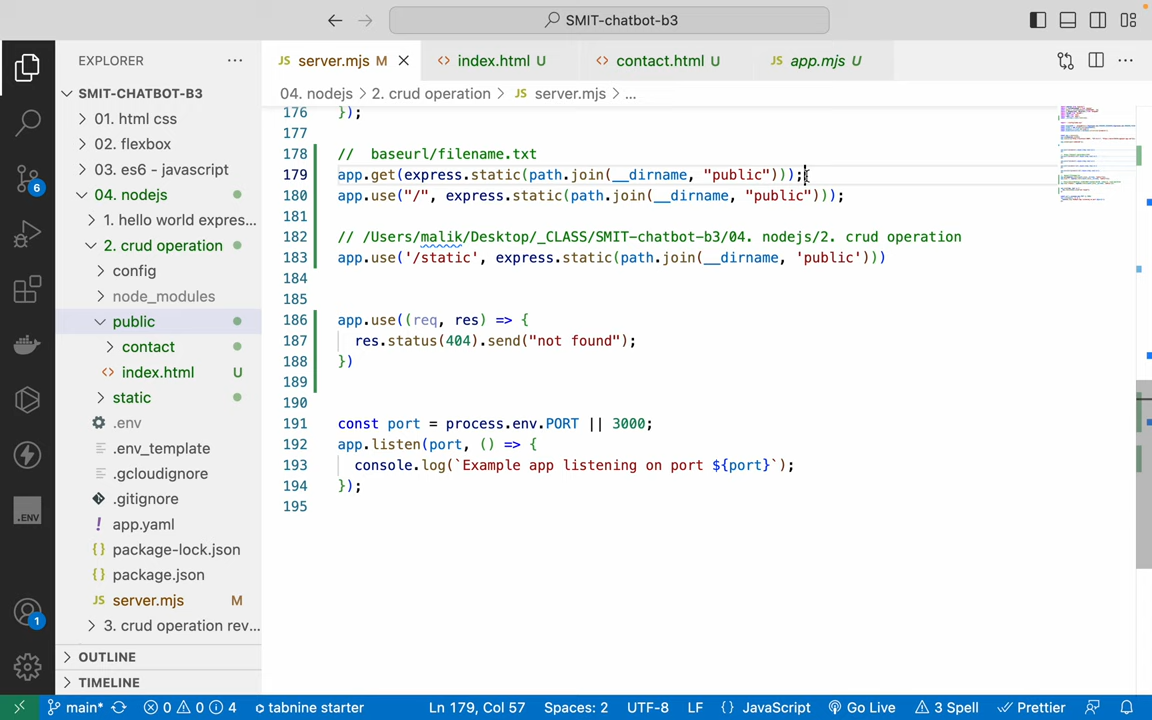 SMIT-chatbot-b3
EXPLORER
JS server.mjs M
<> index.html U
<> contact.html U
JS app.mjs U
SMIT-CHATBOT-B3
04. nodejs > 2. crud operation > JS server.mjs > ...
01. html css
02. flexbox
03. es6 - javascript
04. nodejs
1. hello world expres...
2. crud operation
config
node_modules
public
contact
<> index.html U
static
.env
.env_template
.gcloudignore
.gitignore
! app.yaml
{} package-lock.json
{} package.json
JS server.mjs M
3. crud operation rev...
OUTLINE
TIMELINE
6
.ENV
1
176 });
177
178 //  baseurl/filename.txt
179 app.get(express.static(path.join(__dirname, "public")));
180 app.use("/", express.static(path.join(__dirname, "public")));
181
182 // /Users/malik/Desktop/_CLASS/SMIT-chatbot-b3/04. nodejs/2. crud operation
183 app.use('/static', express.static(path.join(__dirname, 'public')))
184
185
186 app.use((req, res) => {
187   res.status(404).send("not found");
188 })
189
190
191 const port = process.env.PORT || 3000;
192 app.listen(port, () => {
193   console.log(`Example app listening on port ${port}`);
194 });
195
main* 0 0 4 tabnine starter Ln 179, Col 57 Spaces: 2 UTF-8 LF {} JavaScript Go Live 3 Spell Prettier